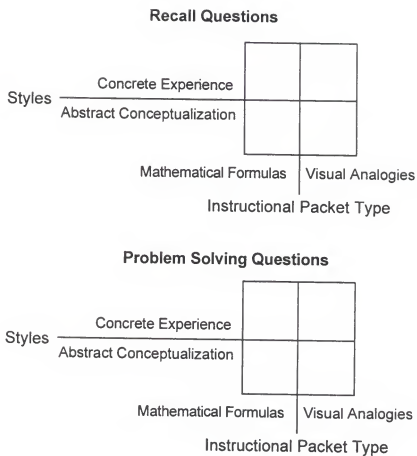 Recall Questions
Concrete Experience
Styles
Abstract Conceptualization
Mathematical Formulas Visual Analogies
Instructional Packet Type
Problem Solving Questions
Concrete Experience
Styles
Abstract Conceptualization
Mathematical Formulas Visual Analogies
Instructional Packet Type